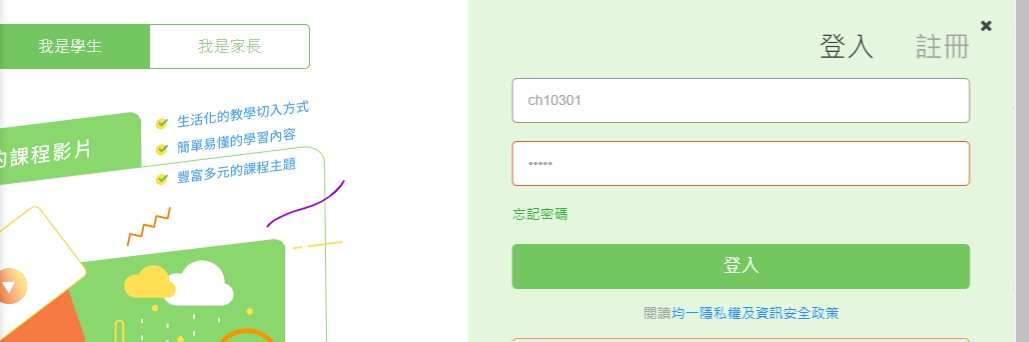 我是學生
我是家長
生活化的教學切入方式
簡單易懂的學習內容
豐富多元的課程主題
的課程影片
登入
註冊
ch10301
•••••
忘記密碼
登入
閱讀均一隱私權及資訊安全政策